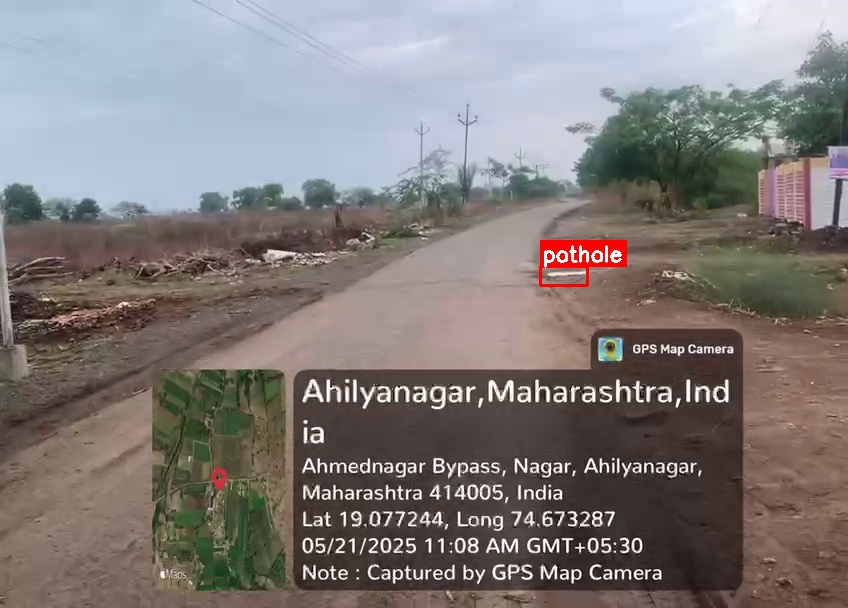 pothole
GPS Map Camera
Ahilyanagar,Maharashtra,Ind
ia
Ahmednagar Bypass, Nagar, Ahilyanagar,
Maharashtra 414005, India
Lat 19.077244, Long 74.673287
05/21/2025 11:08 AM GMT+05:30
Note : Captured by GPS Map Camera
Maps